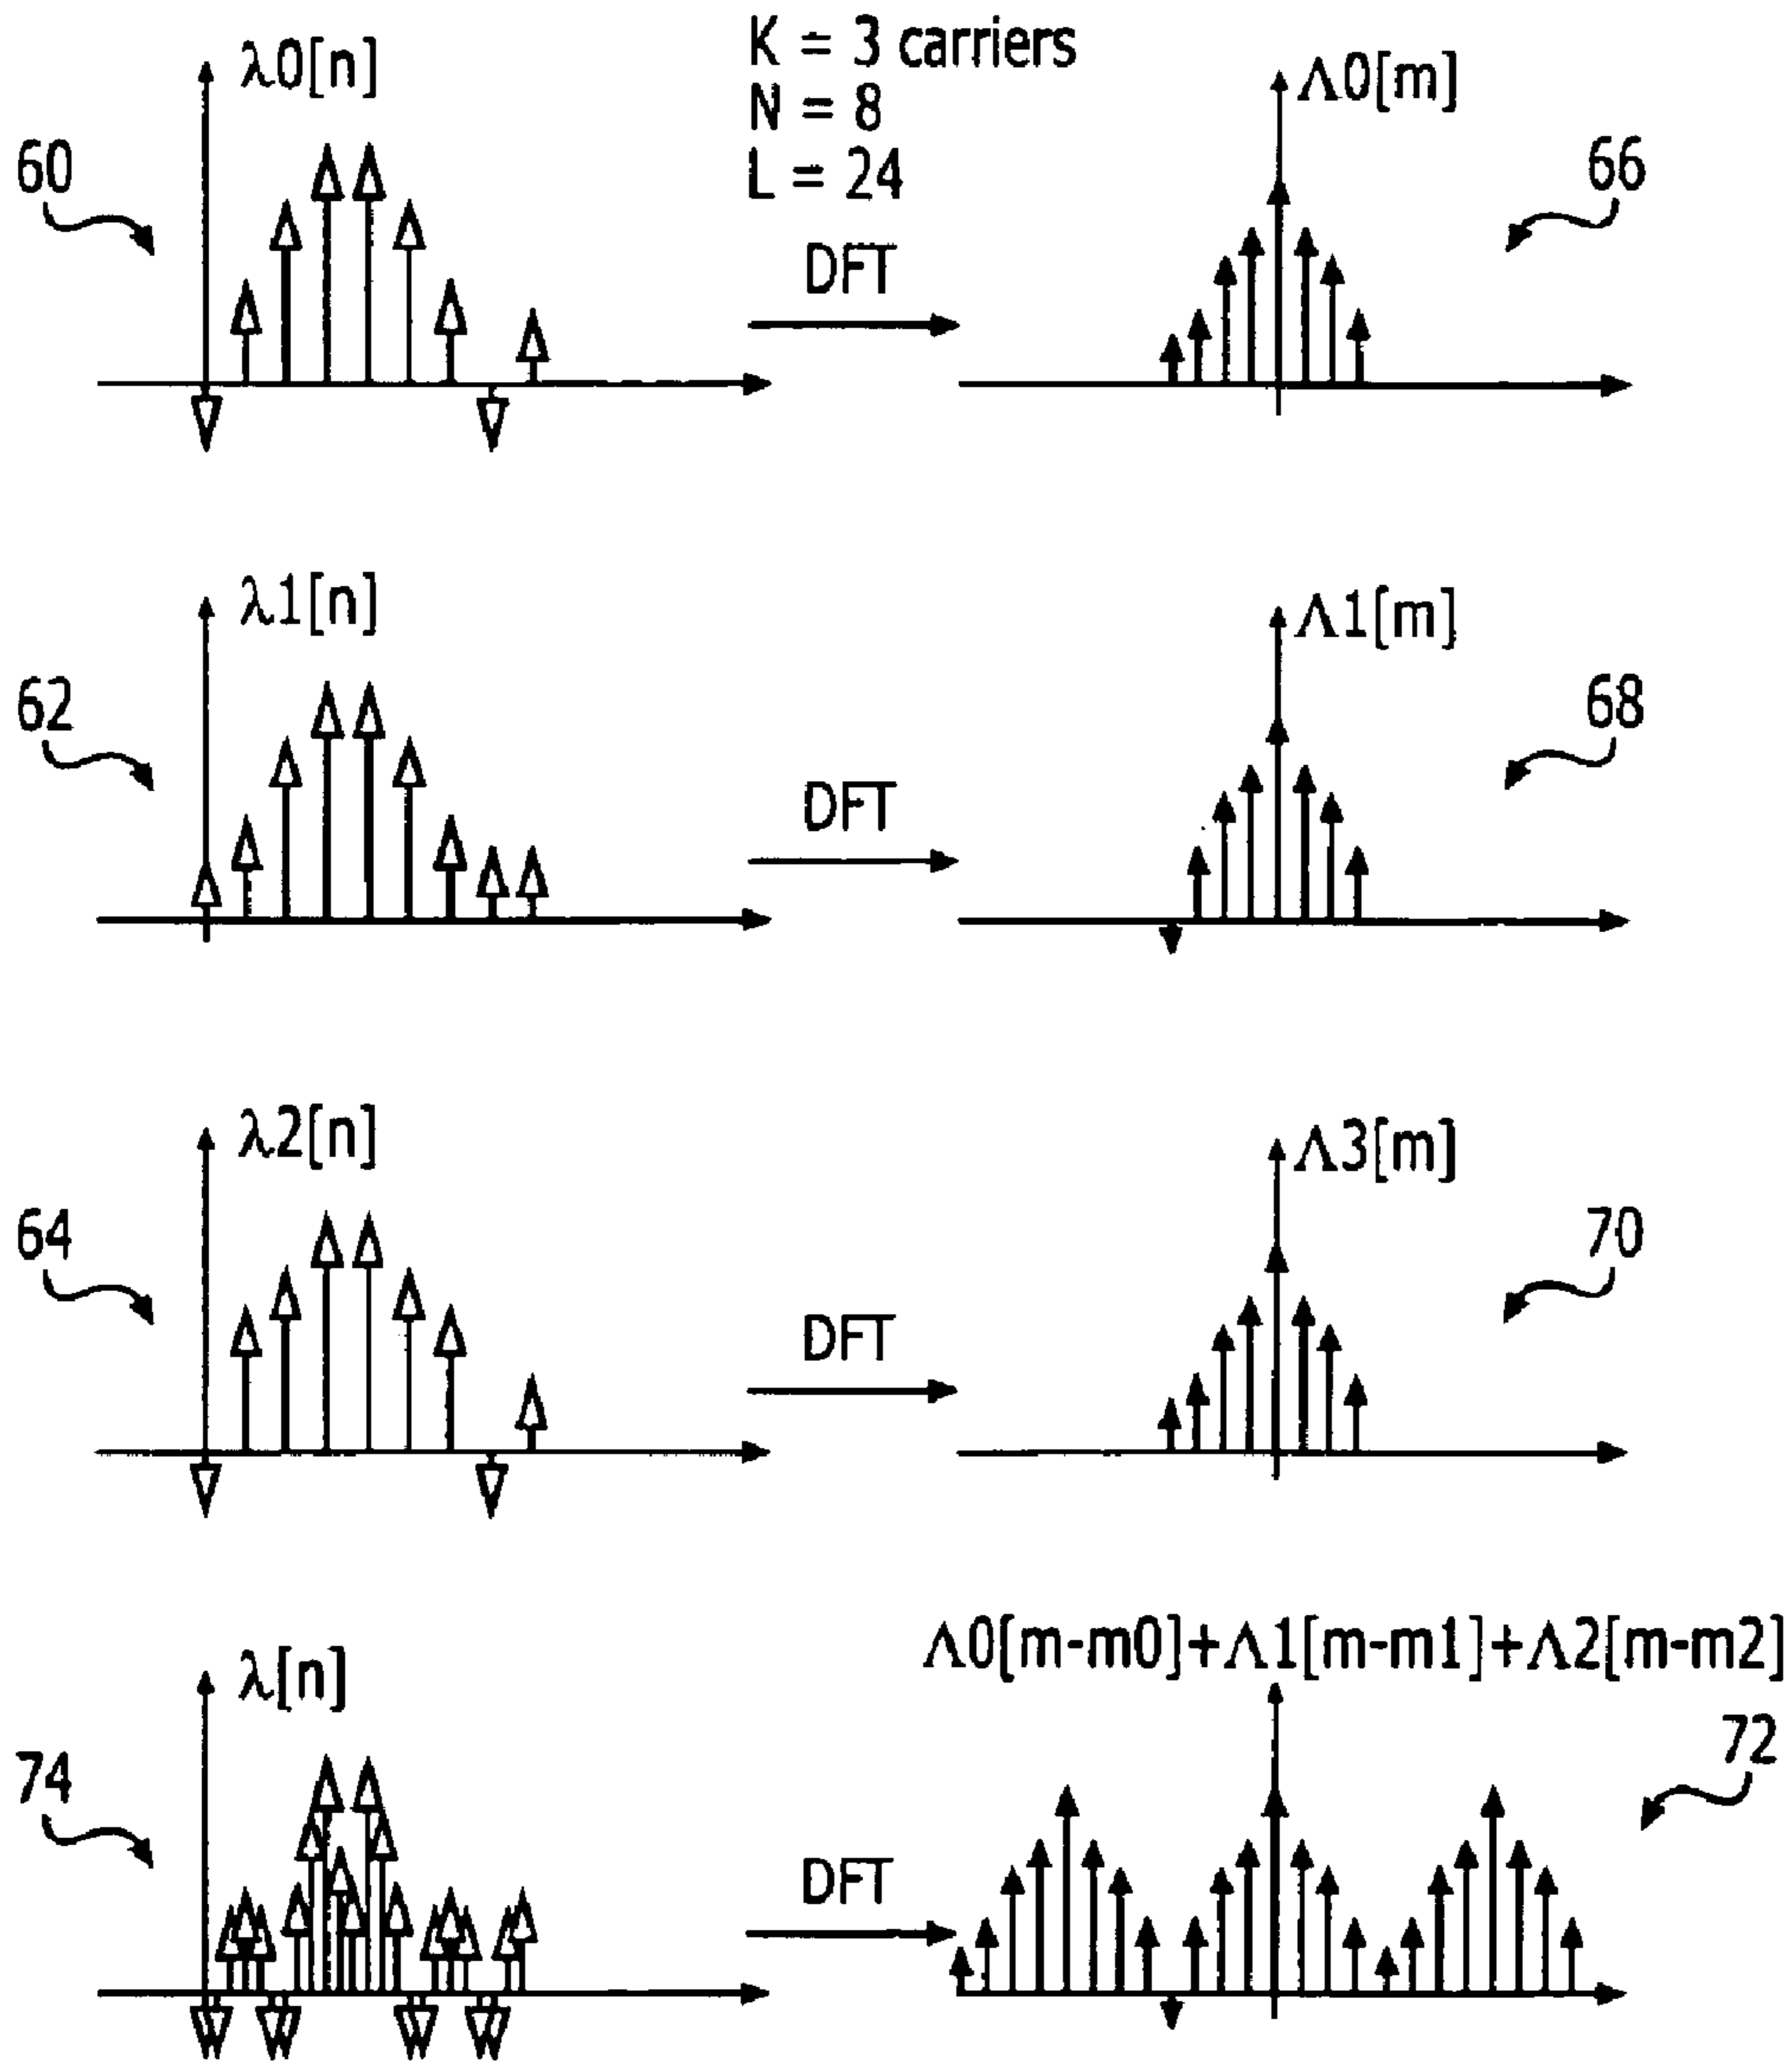 K = 3 carriers
N = 8
L = 24
λ0[n]
Λ0[m]
60
66
DFT
λ1[n]
Λ1[m]
62
68
DFT
λ2[n]
Λ3[m]
64
70
DFT
λ[n]
Λ0[m-m0]+Λ1[m-m1]+Λ2[m-m2]
74
72
DFT